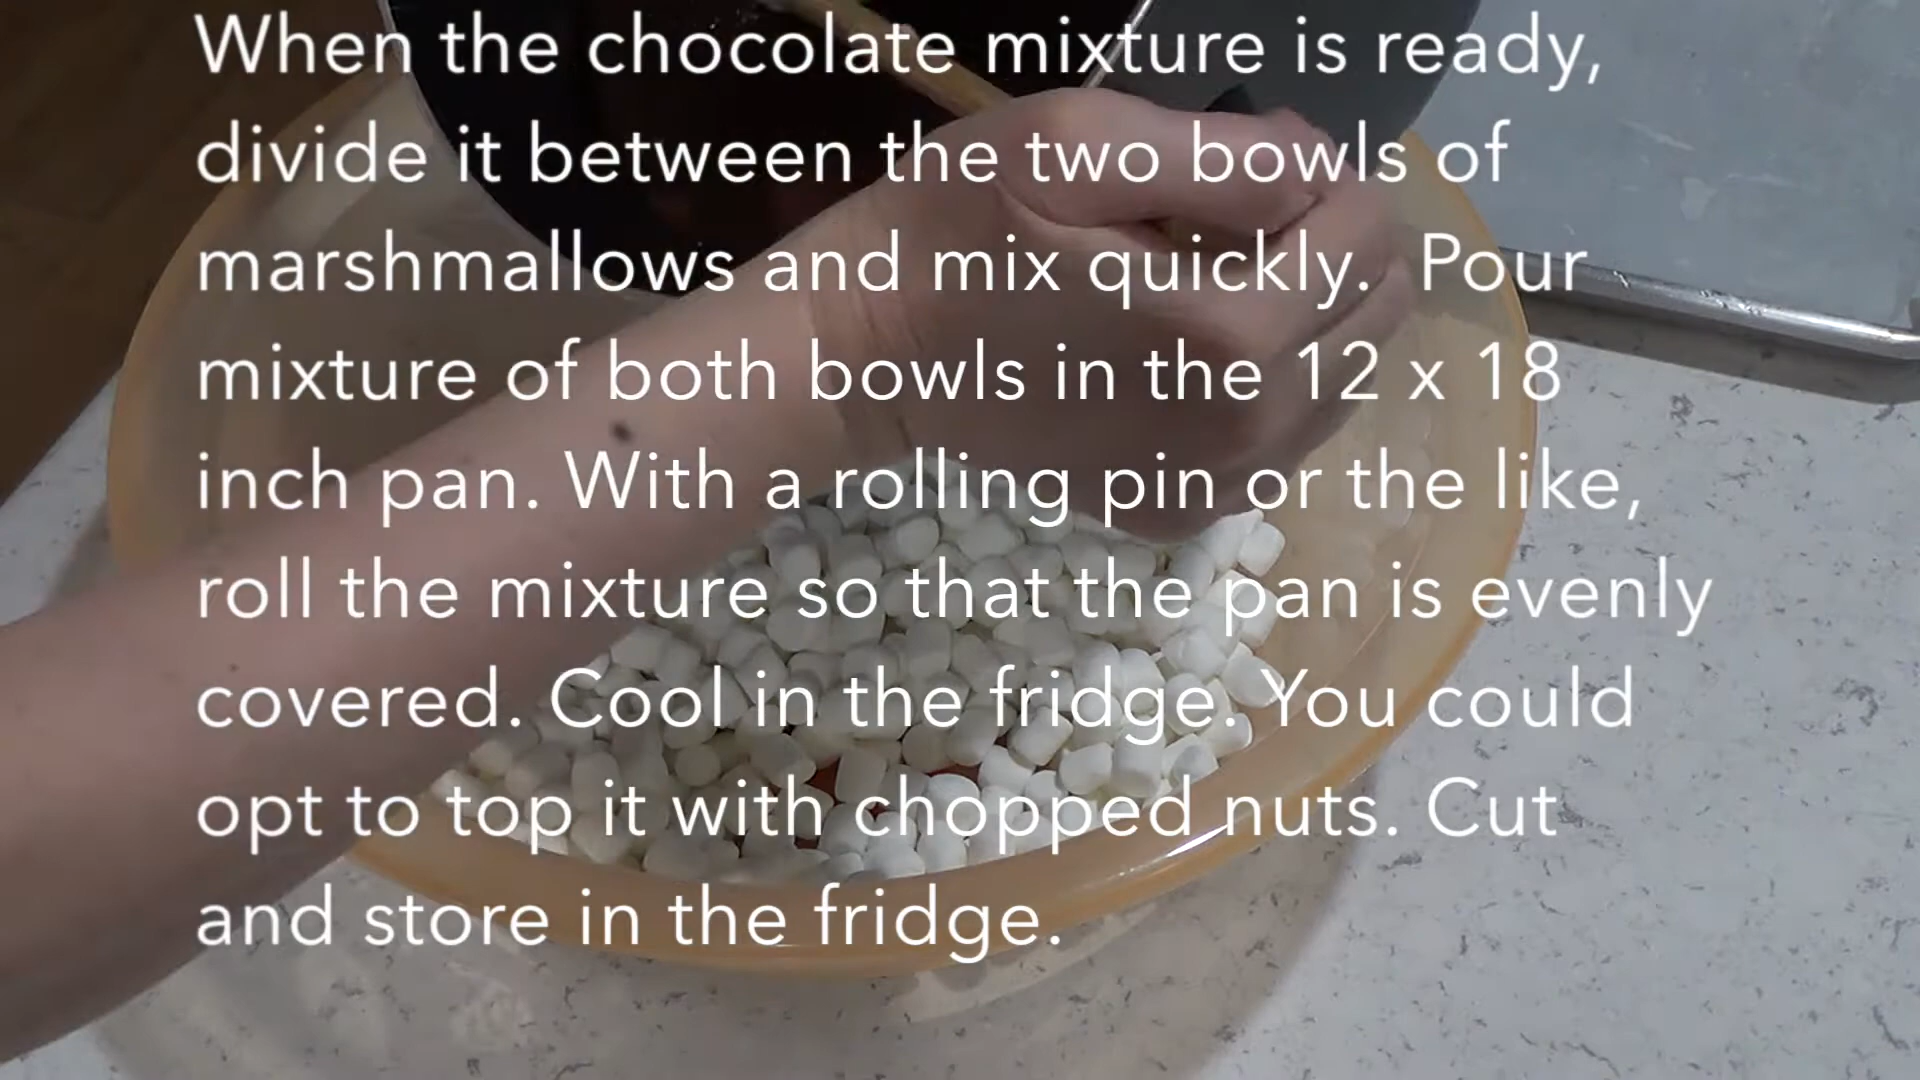 When the chocolate mixture is ready,
divide it between the two bowls of
marshmallows and mix quickly.  Pour
mixture of both bowls in the 12 x 18
inch pan. With a rolling pin or the like,
roll the mixture so that the pan is evenly
covered. Cool in the fridge. You could
opt to top it with chopped nuts. Cut
and store in the fridge.